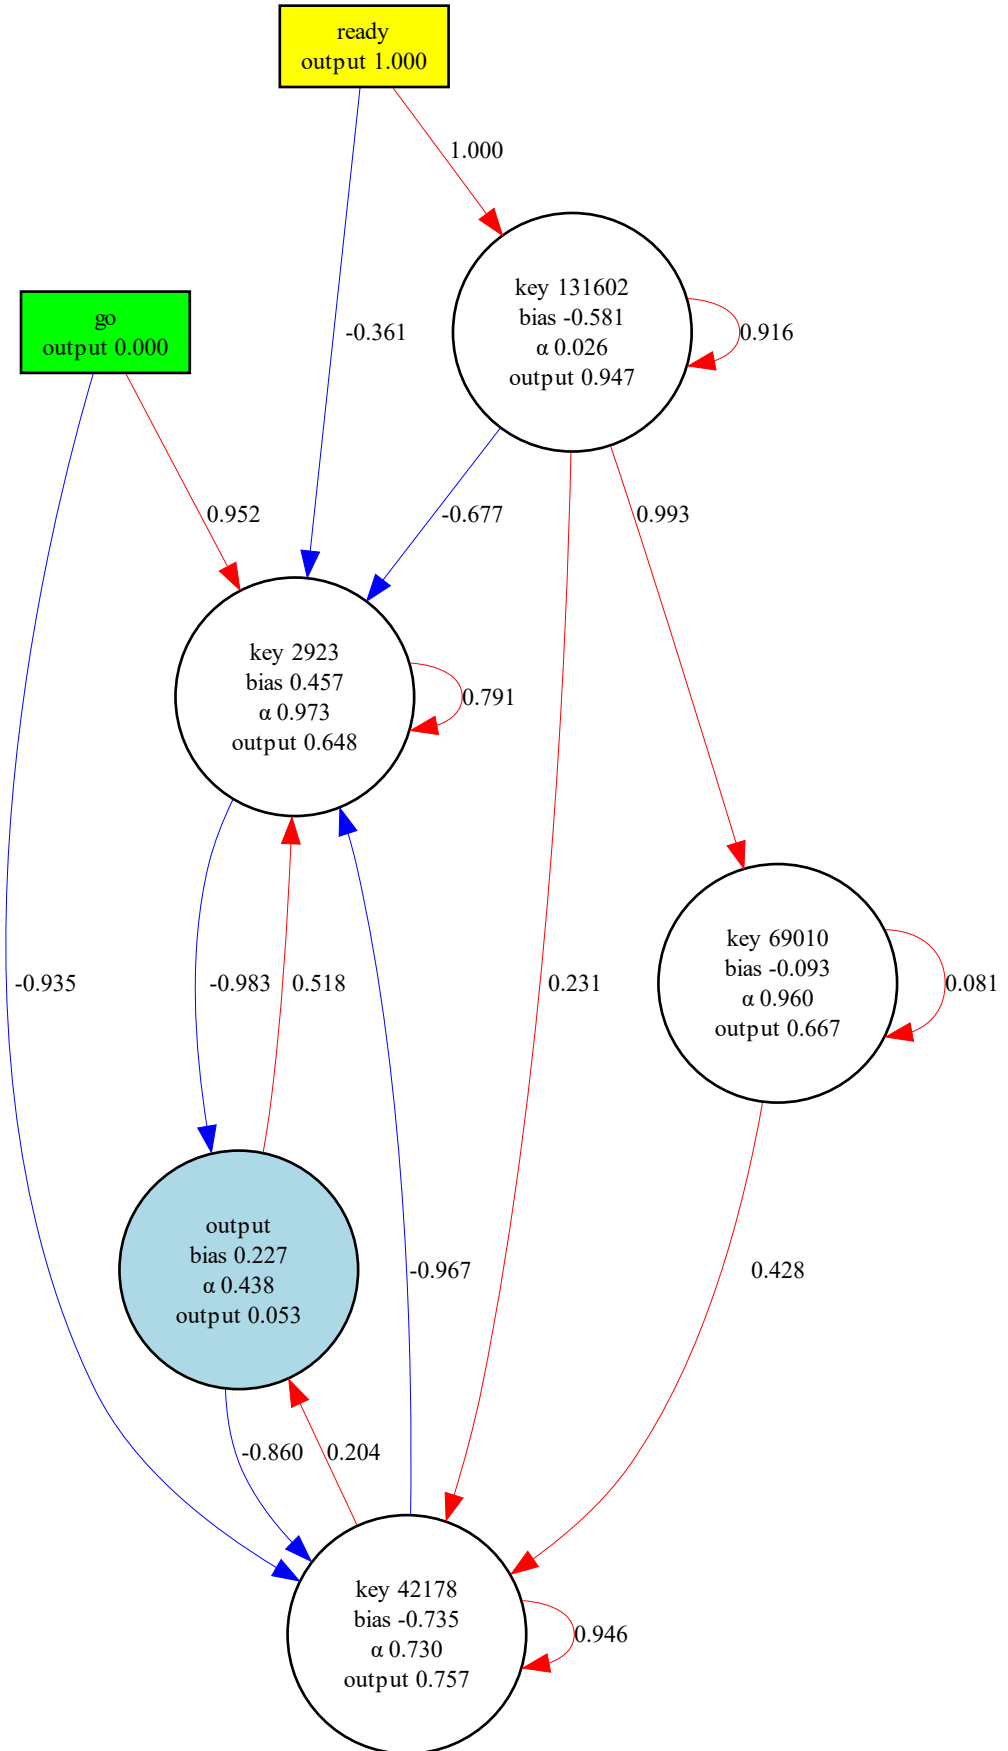 ready
output 1.000
1.000
key 131602
bias -0.581
α 0.026
output 0.947
0.916
go
output 0.000
-0.361
0.952
-0.677
0.993
key 2923
bias 0.457
α 0.973
output 0.648
0.791
key 69010
bias -0.093
α 0.960
output 0.667
0.081
-0.935
-0.983
0.518
0.231
output
bias 0.227
α 0.438
output 0.053
-0.967
0.428
-0.860
0.204
key 42178
bias -0.735
α 0.730
output 0.757
0.946